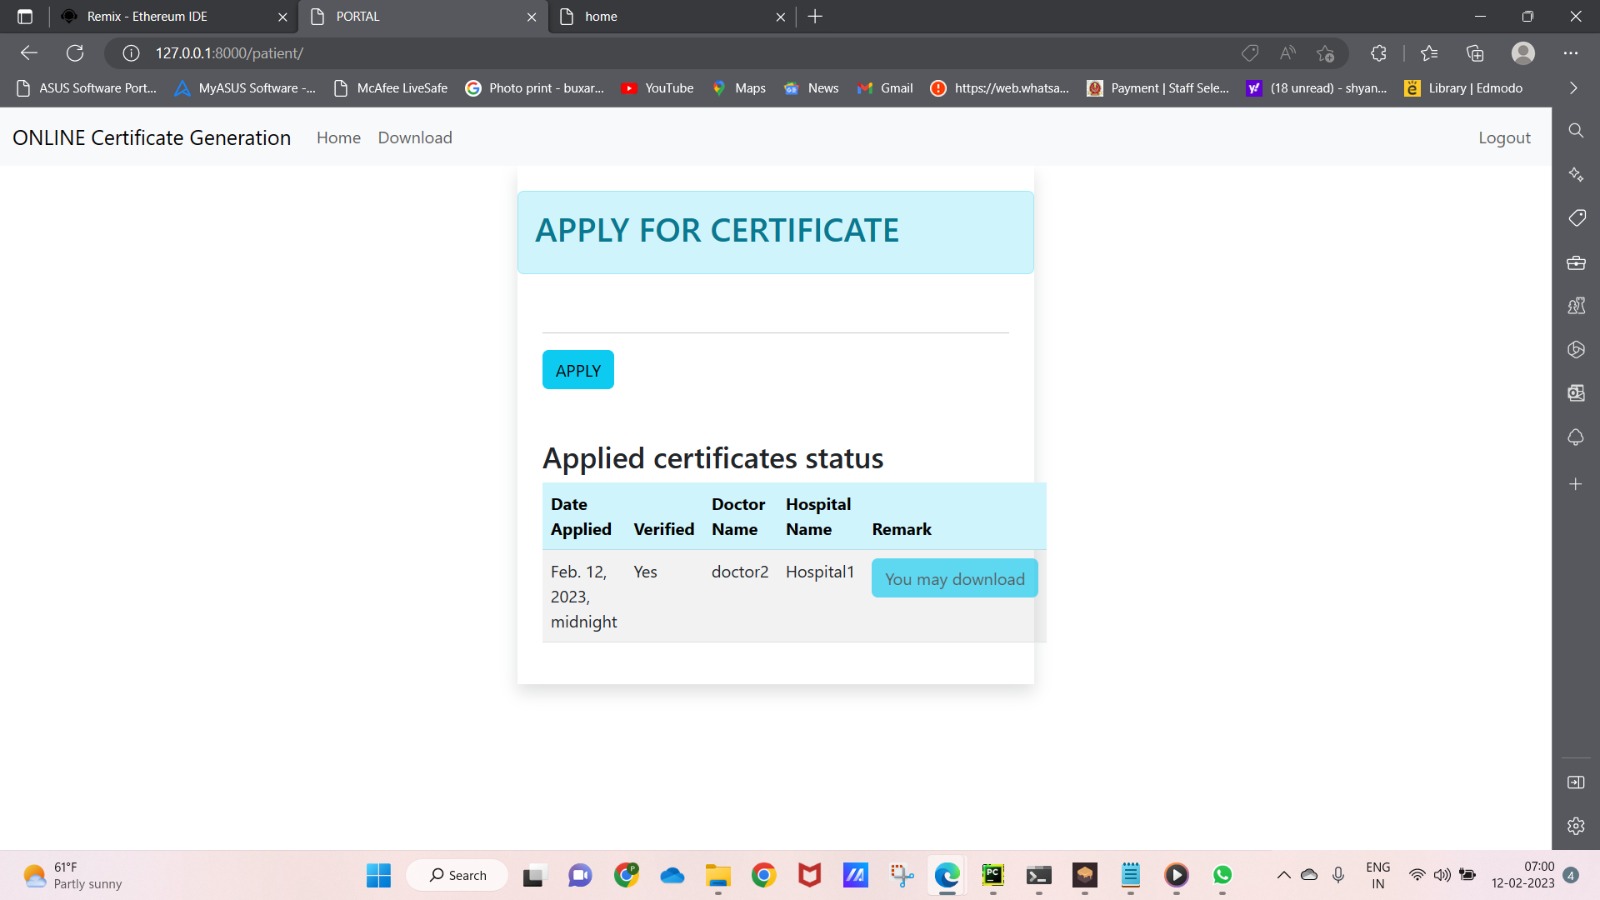 Remix - Ethereum IDE
PORTAL
home
127.0.0.1:8000/patient/
ASUS Software Port...
MyASUS Software -...
McAfee LiveSafe
Photo print - buxar...
YouTube
Maps
News
Gmail
https://web.whatsa...
Payment | Staff Sele...
(18 unread) - shyan...
Library | Edmodo
ONLINE Certificate Generation
Home
Download
Logout
APPLY FOR CERTIFICATE
APPLY
Applied certificates status
Date Applied
Verified
Doctor Name
Hospital Name
Remark
Feb. 12,
2023,
midnight
Yes
doctor2
Hospital1
You may download
61°F
Partly sunny
Search
ENG
IN
07:00
12-02-2023
4